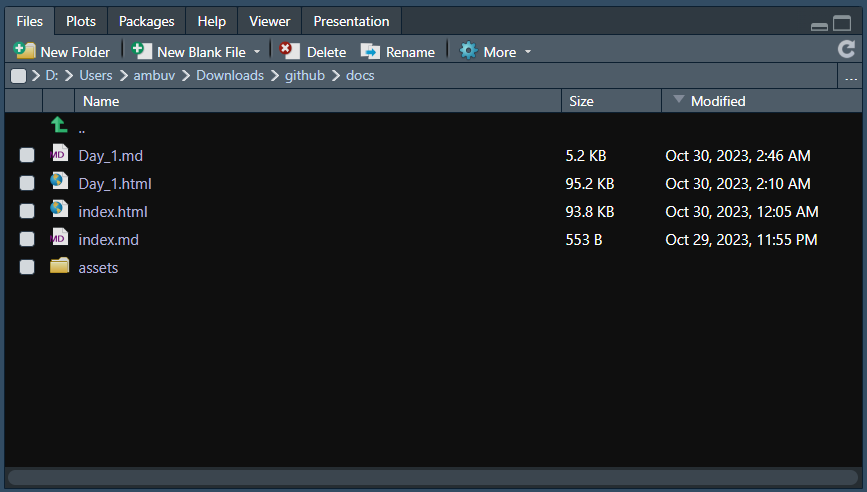 Files Plots Packages Help Viewer Presentation
New Folder New Blank File Delete Rename More
D: Users ambuv Downloads github docs ...
Name Size Modified
..
MD Day_1.md 5.2 KB Oct 30, 2023, 2:46 AM
Day_1.html 95.2 KB Oct 30, 2023, 2:10 AM
index.html 93.8 KB Oct 30, 2023, 12:05 AM
MD index.md 553 B Oct 29, 2023, 11:55 PM
assets